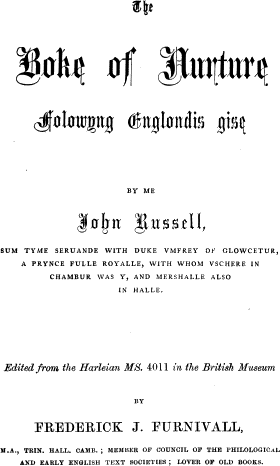 The
Boke of Nurture
Folowyng Englondis gise
BY ME
John Russell,
SUM TYME SERUANDE WITH DUKE VMFREY OF GLOWCETUR,
A PRYNCE FULLE ROYALLE, WITH WHOM VSCHERE IN
CHAMBUR WAS Y, AND MERSHALLE ALSO
IN HALLE.
Edited from the Harleian MS. 4011 in the British Museum
BY
FREDERICK J. FURNIVALL,
M.A., TRIN. HALL, CAMB.; MEMBER OF COUNCIL OF THE PHILOLOGICAL
AND EARLY ENGLISH TEXT SOCIETIES; LOVER OF OLD BOOKS.